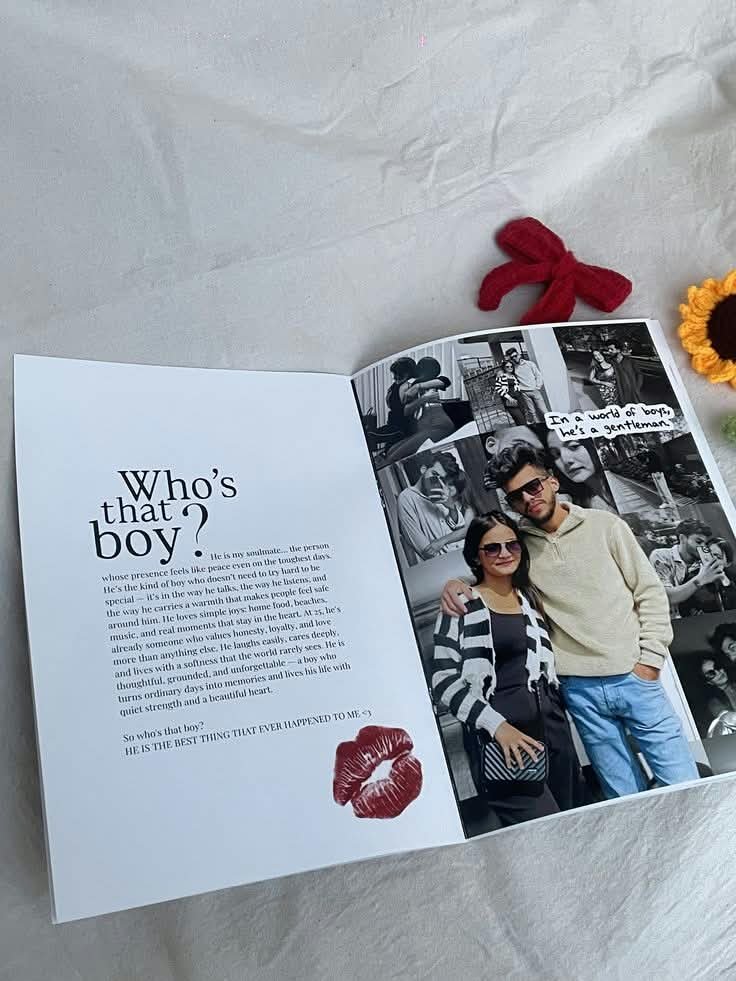 Who's
that
boy?
He is my soulmate... the person
whose presence feels like peace even on the toughest days.
He's the kind of boy who doesn't need to try hard to be
special — it's in the way he talks, the way he listens, and
the way he carries a warmth that makes people feel safe
around him. He loves simple joys: home food, beaches,
music, and real moments that stay in the heart. At 25, he's
already someone who values honesty, loyalty, and love
more than anything else. He laughs easily, cares deeply,
and lives with a softness that the world rarely sees. He is
thoughtful, grounded, and unforgettable — a boy who
turns ordinary days into memories and lives his life with
quiet strength and a beautiful heart.
So who's that boy?
HE IS THE BEST THING THAT EVER HAPPENED TO ME <3
In a world of boys,
he's a gentleman